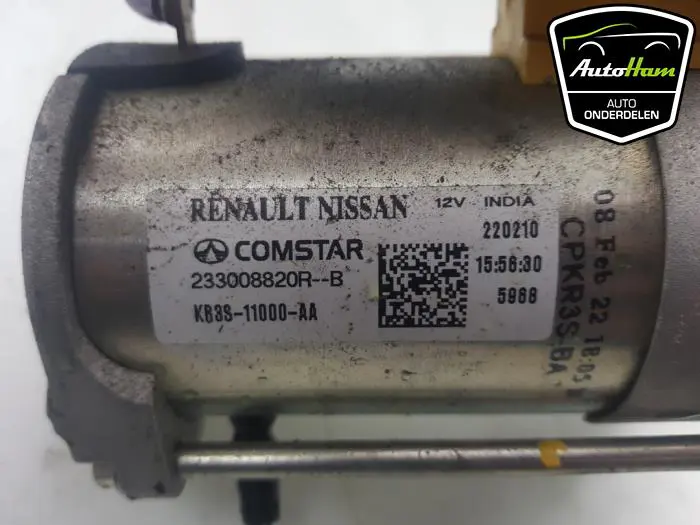 AutoHam
AUTO
ONDERDELEN
RENAULT NISSAN 12V INDIA
220210
COMSTAR
233008820R--B
15:56:30
KR3S-11000-AA
5988
08 Feb 22 18:05
CPKR3S-BA